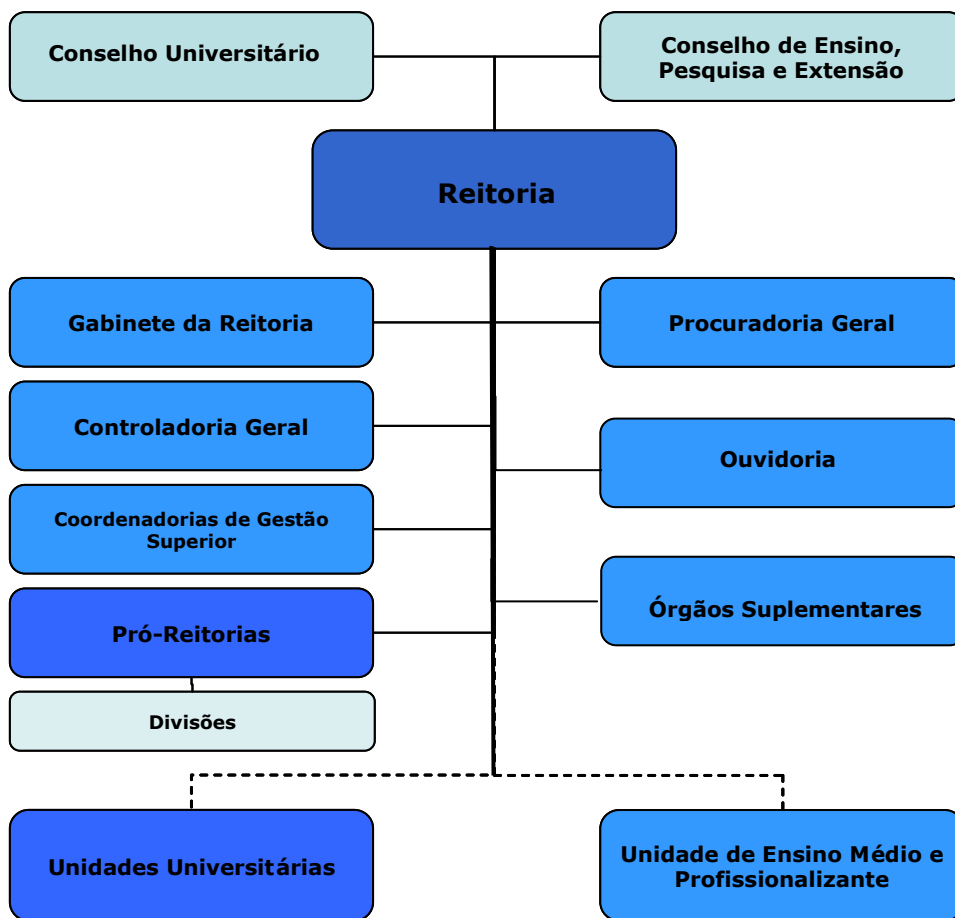 Conselho Universitário
Conselho de Ensino,
Pesquisa e Extensão
Reitoria
Gabinete da Reitoria
Procuradoria Geral
Controladoria Geral
Ouvidoria
Coordenadorias de Gestão
Superior
Órgãos Suplementares
Pró-Reitorias
Divisões
Unidades Universitárias
Unidade de Ensino Médio e
Profissionalizante